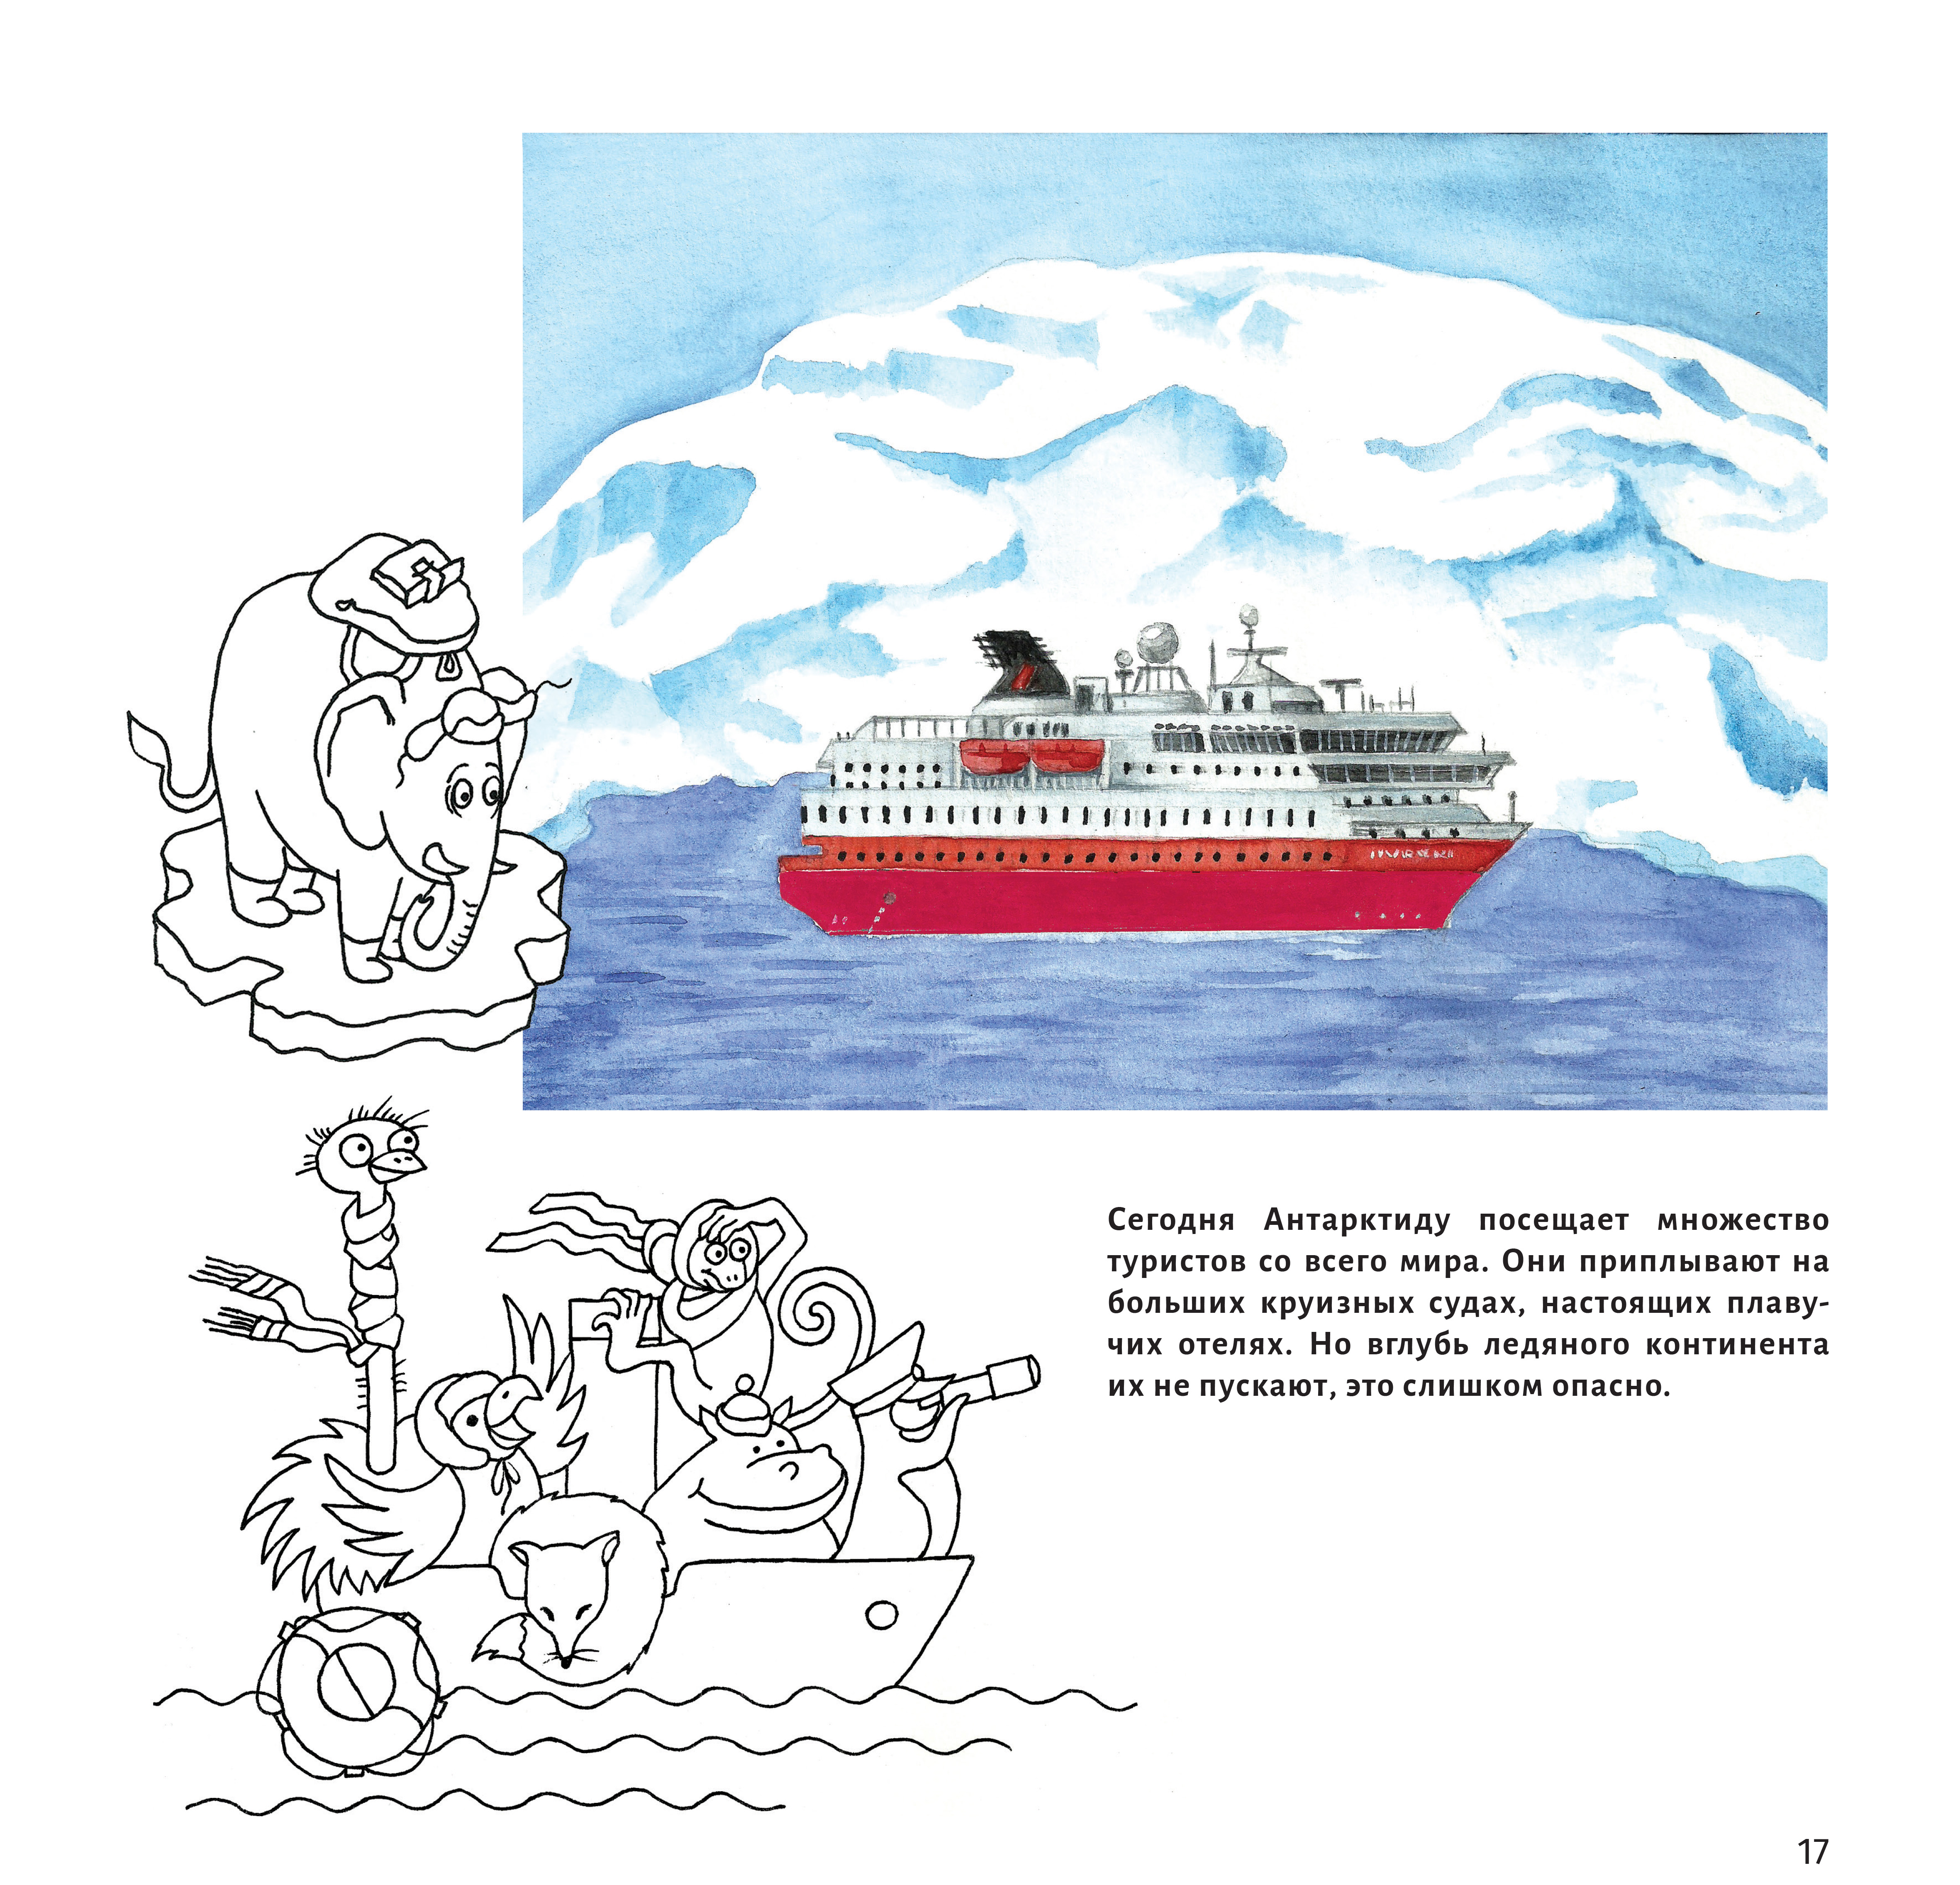 Сегодня Антарктиду посещает множество
туристов со всего мира. Они приплывают на
больших круизных судах, настоящих плаву-
чих отелях. Но вглубь ледяного континента
их не пускают, это слишком опасно.
17